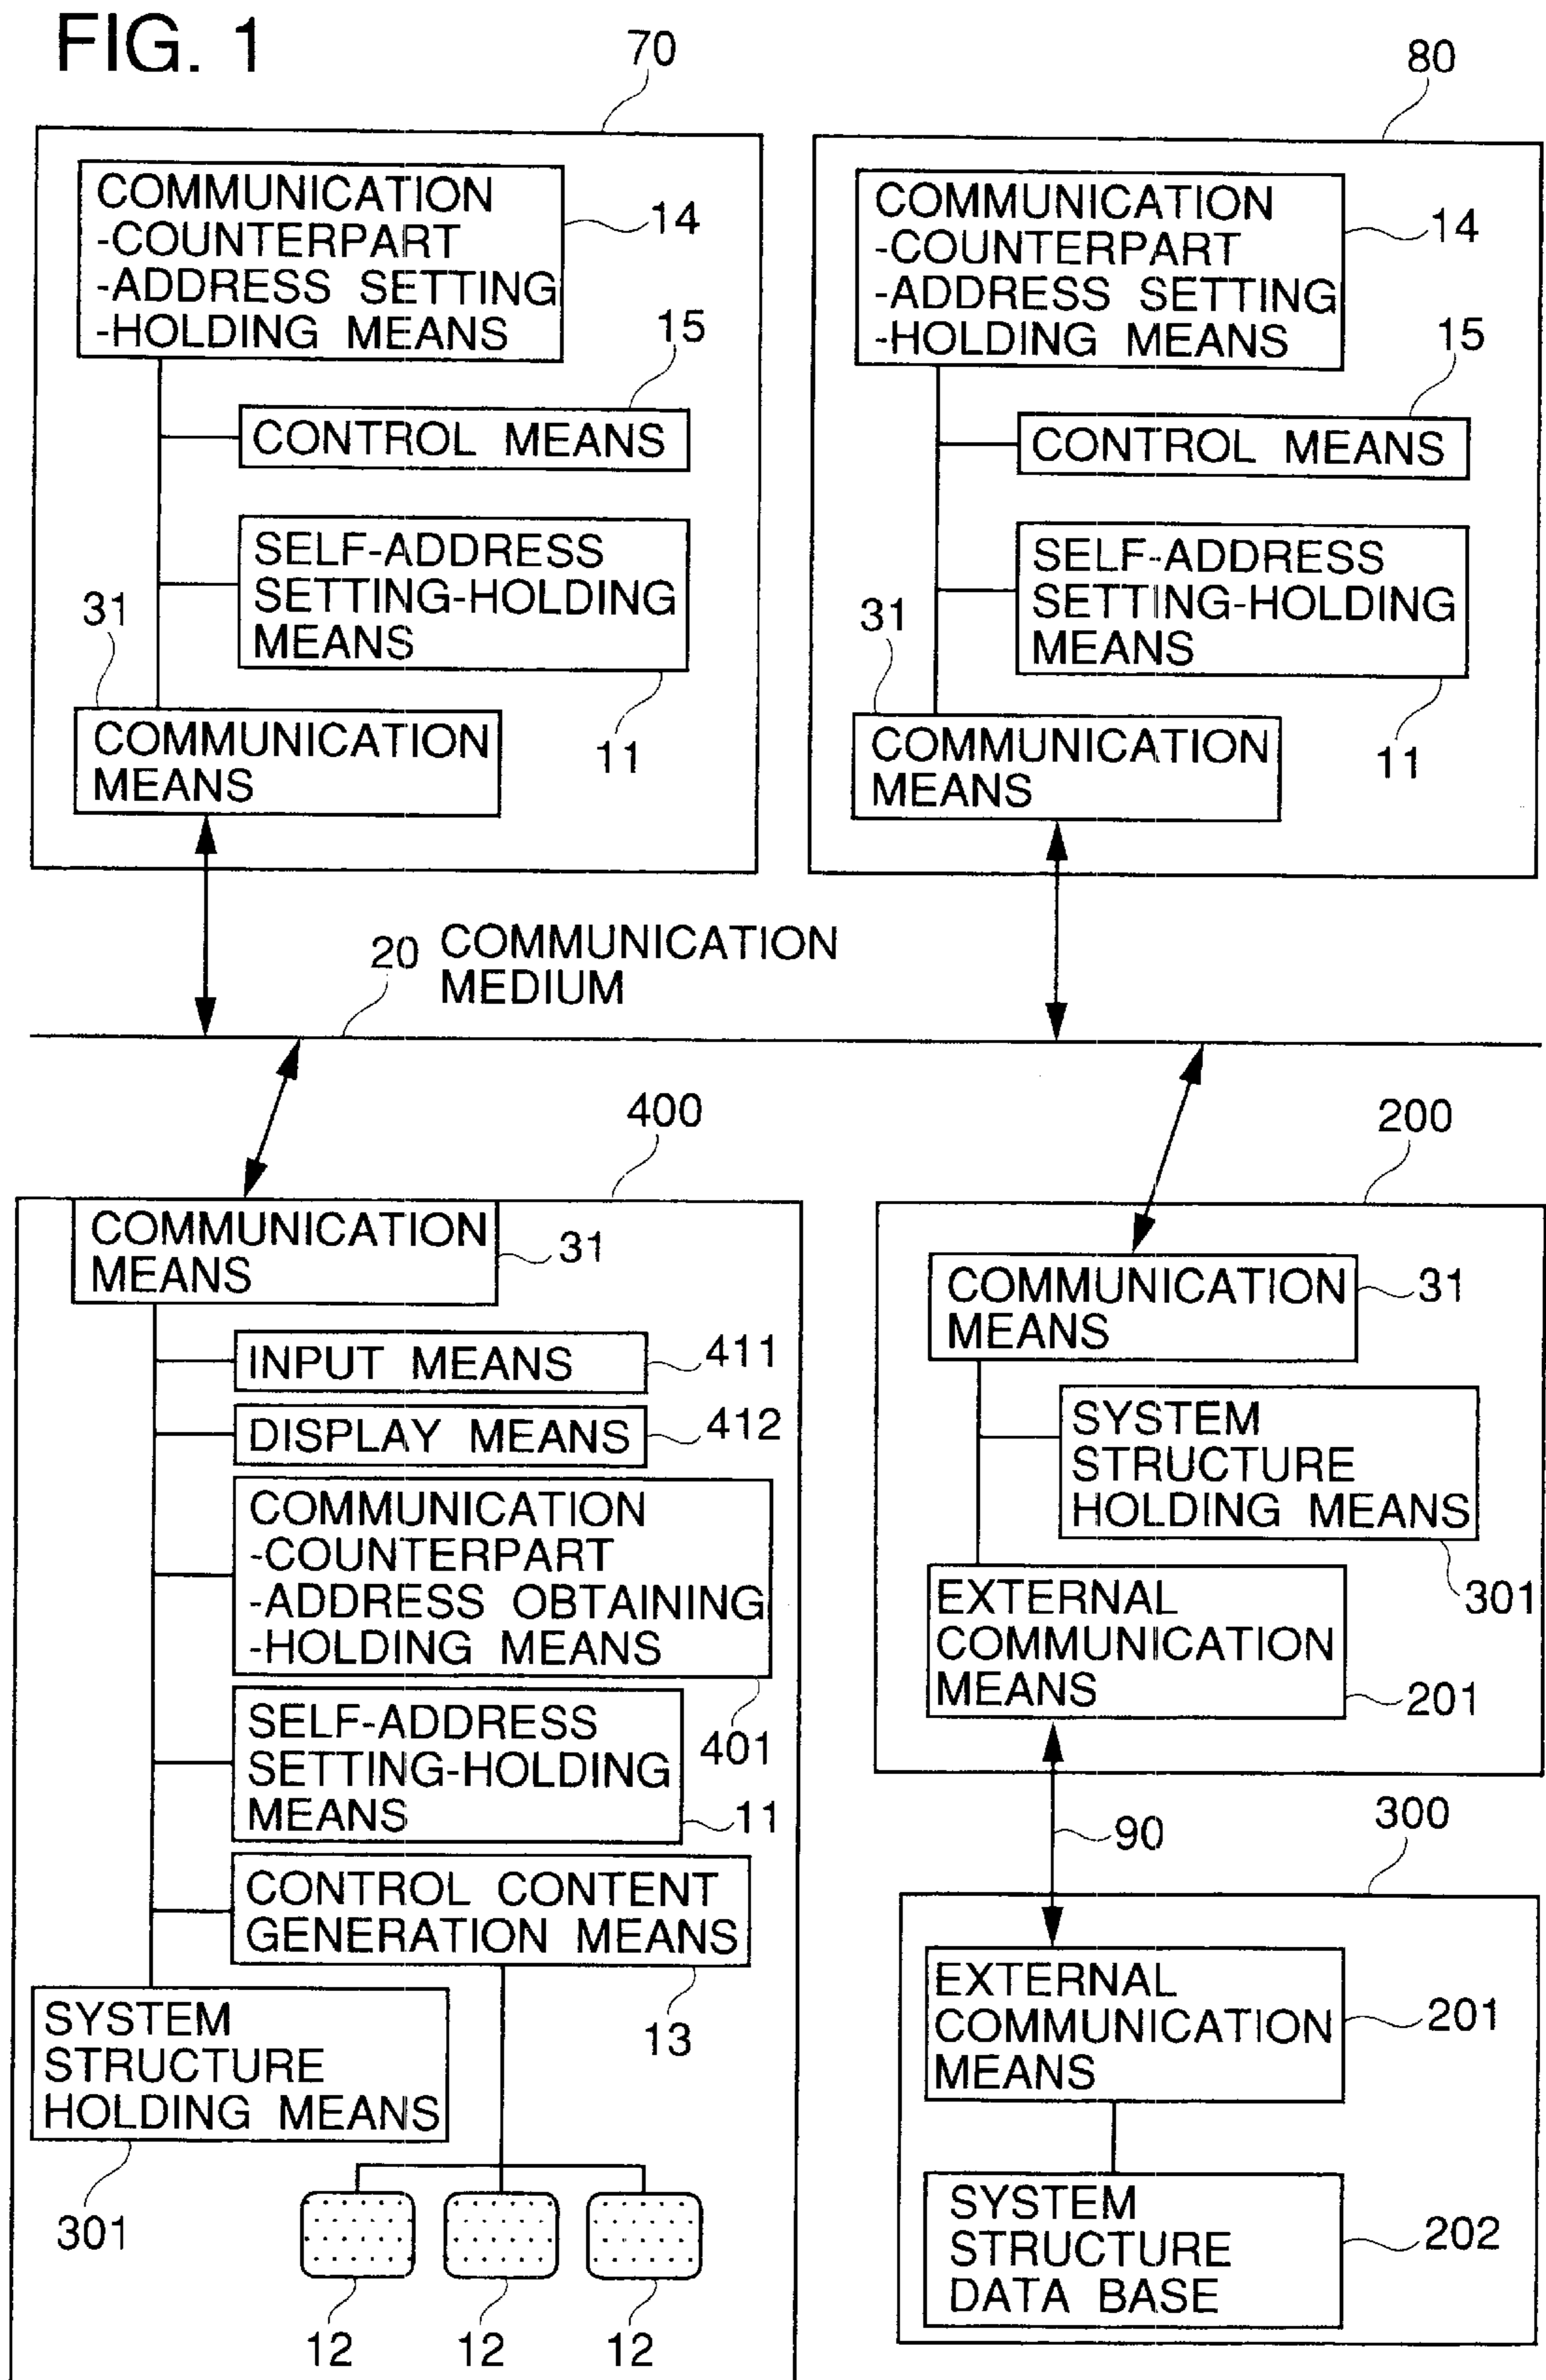 FIG. 1
70
COMMUNICATION
-COUNTERPART
-ADDRESS SETTING
-HOLDING MEANS
14
15
CONTROL MEANS
SELF-ADDRESS
SETTING-HOLDING
MEANS
31
11
COMMUNICATION
MEANS
80
COMMUNICATION
-COUNTERPART
-ADDRESS SETTING
-HOLDING MEANS
14
15
CONTROL MEANS
SELF-ADDRESS
SETTING-HOLDING
MEANS
31
11
COMMUNICATION
MEANS
20
COMMUNICATION
MEDIUM
400
COMMUNICATION
MEANS
31
INPUT MEANS
411
DISPLAY MEANS
412
COMMUNICATION
-COUNTERPART
-ADDRESS OBTAINING
-HOLDING MEANS
401
SELF-ADDRESS
SETTING-HOLDING
MEANS
11
CONTROL CONTENT
GENERATION MEANS
13
SYSTEM
STRUCTURE
HOLDING MEANS
301
12
12
12
200
COMMUNICATION
MEANS
31
SYSTEM
STRUCTURE
HOLDING MEANS
301
EXTERNAL
COMMUNICATION
MEANS
201
90
300
EXTERNAL
COMMUNICATION
MEANS
201
SYSTEM
STRUCTURE
DATA BASE
202